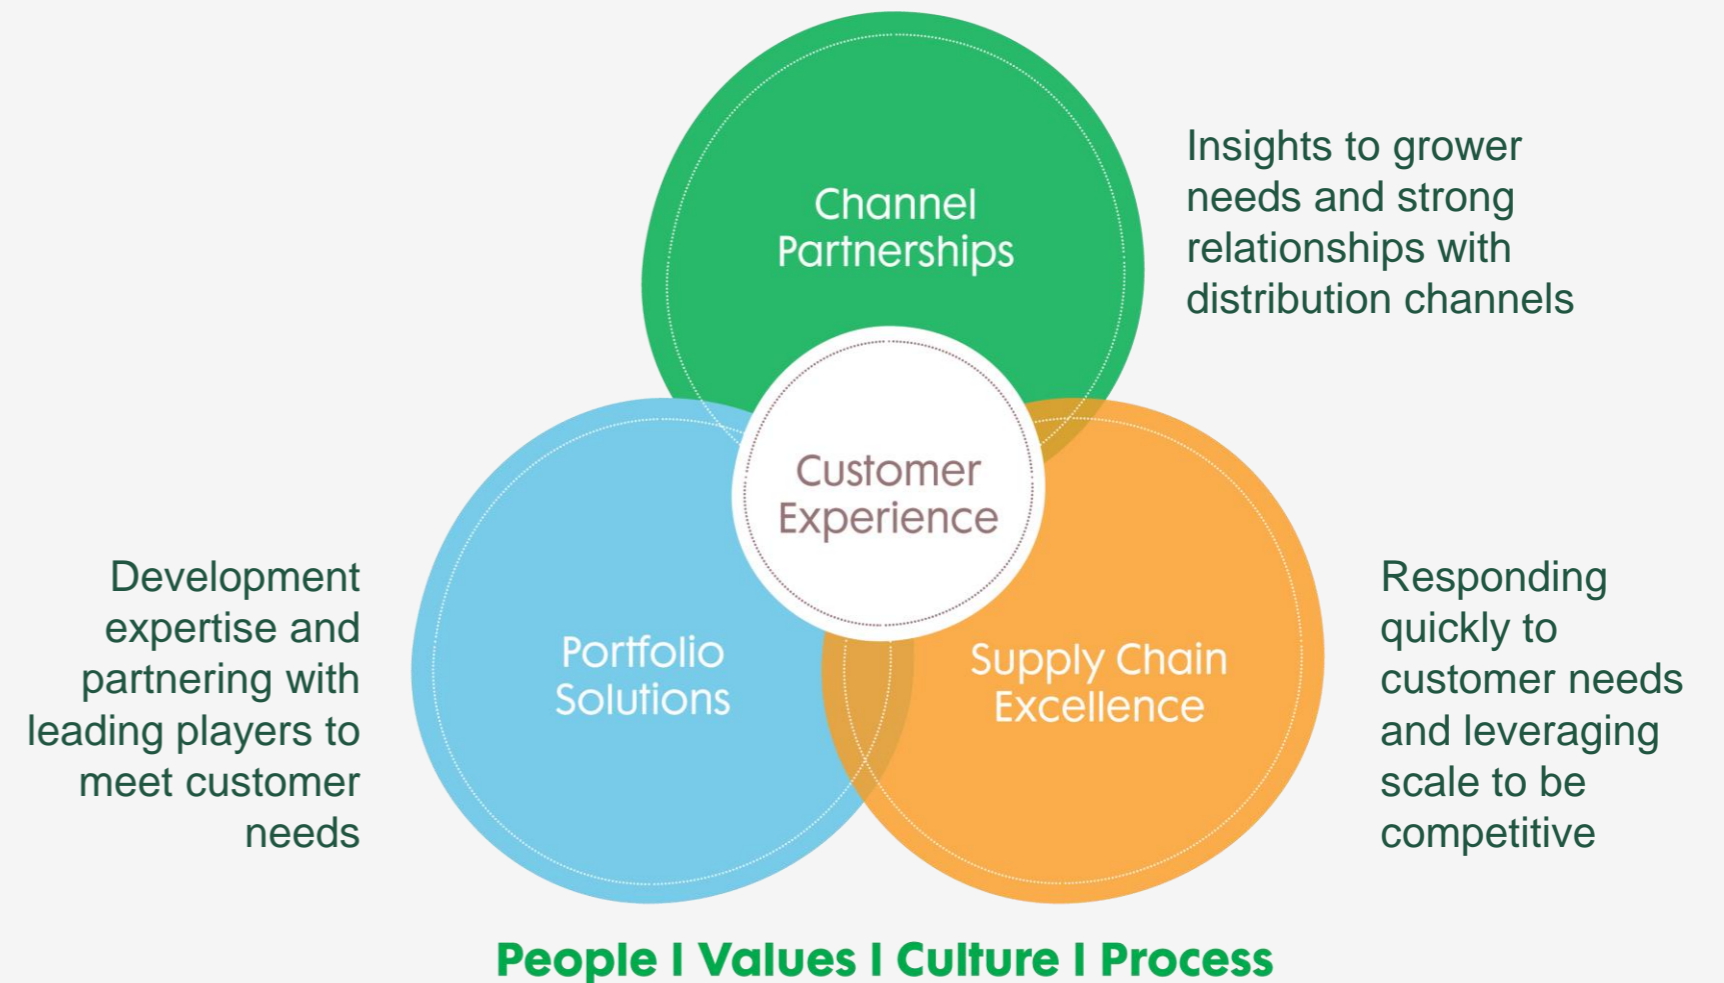 Channel
Partnerships
Insights to grower
needs and strong
relationships with
distribution channels
Customer
Experience
Development
expertise and
partnering with
leading players to
meet customer
needs
Portfolio
Solutions
Supply Chain
Excellence
Responding
quickly to
customer needs
and leveraging
scale to be
competitive
People I Values I Culture I Process